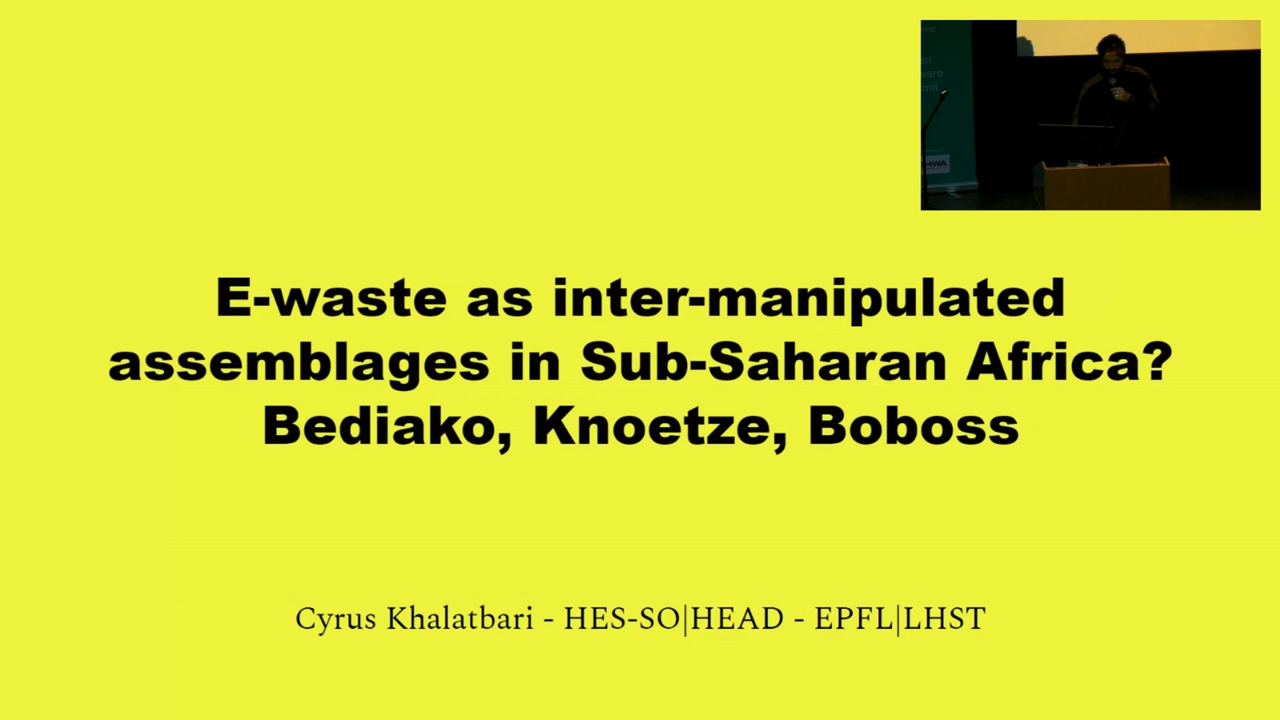 E-waste as inter-manipulated
assemblages in Sub-Saharan Africa?
Bediako, Knoetze, Boboss
Cyrus Khalatbari - HES-SO|HEAD - EPFL|LHST